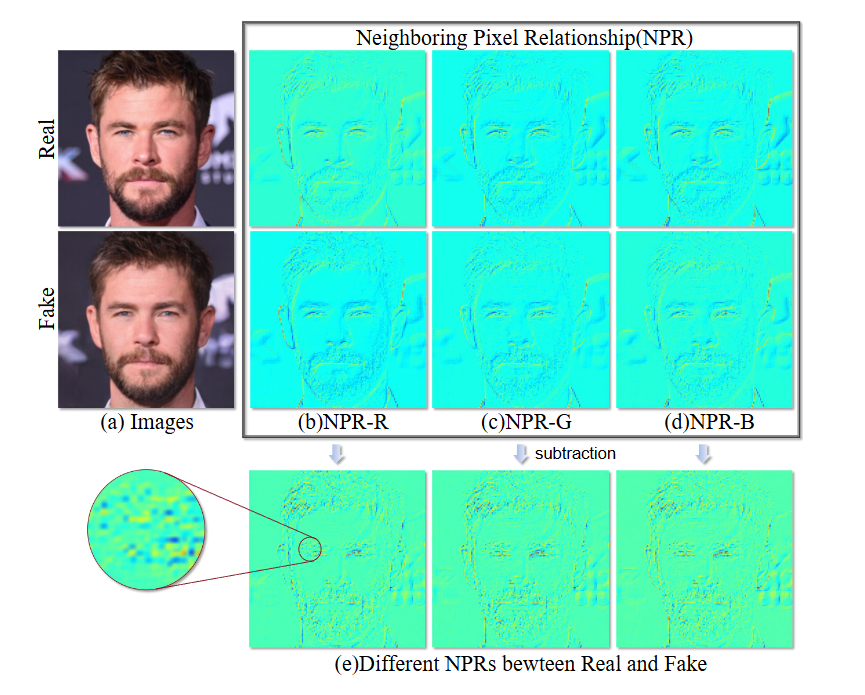 Neighboring Pixel Relationship(NPR)
Real
Fake
(a) Images
(b)NPR-R
(c)NPR-G
(d)NPR-B
subtraction
(e)Different NPRs bewteen Real and Fake